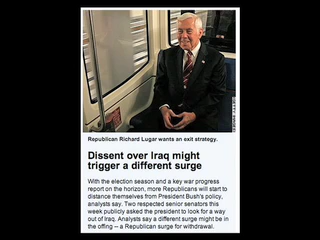 Republican Richard Lugar wants an exit strategy.
Dissent over Iraq might
trigger a different surge
With the election season and a key war progress
report on the horizon, more Republicans will start to
distance themselves from President Bush's policy,
analysts say. Two respected senior senators this
week publicly asked the president to look for a way
out of Iraq. Analysts say a different surge might be in
the offing -- a Republican surge for withdrawal.